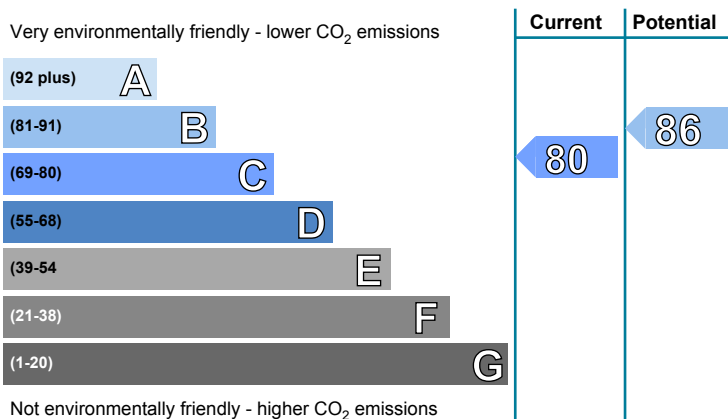 Current Potential
Very environmentally friendly - lower CO2 emissions
(92 plus) A
(81-91) B
(69-80) C
(55-68) D
(39-54 E
(21-38) F
(1-20) G
80
86
Not environmentally friendly - higher CO2 emissions